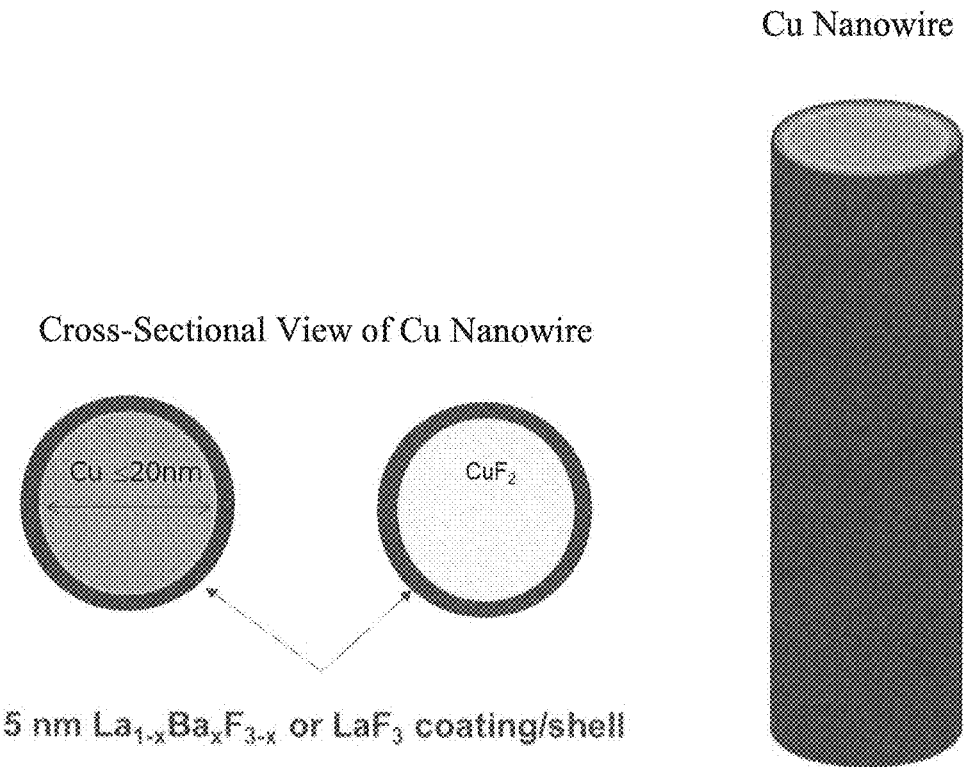 Cu Nanowire
Cross-Sectional View of Cu Nanowire
Cu ≤20nm
CuF₂
5 nm La₁₋ₓBaₓF₃₋ₓ or LaF₃ coating/shell